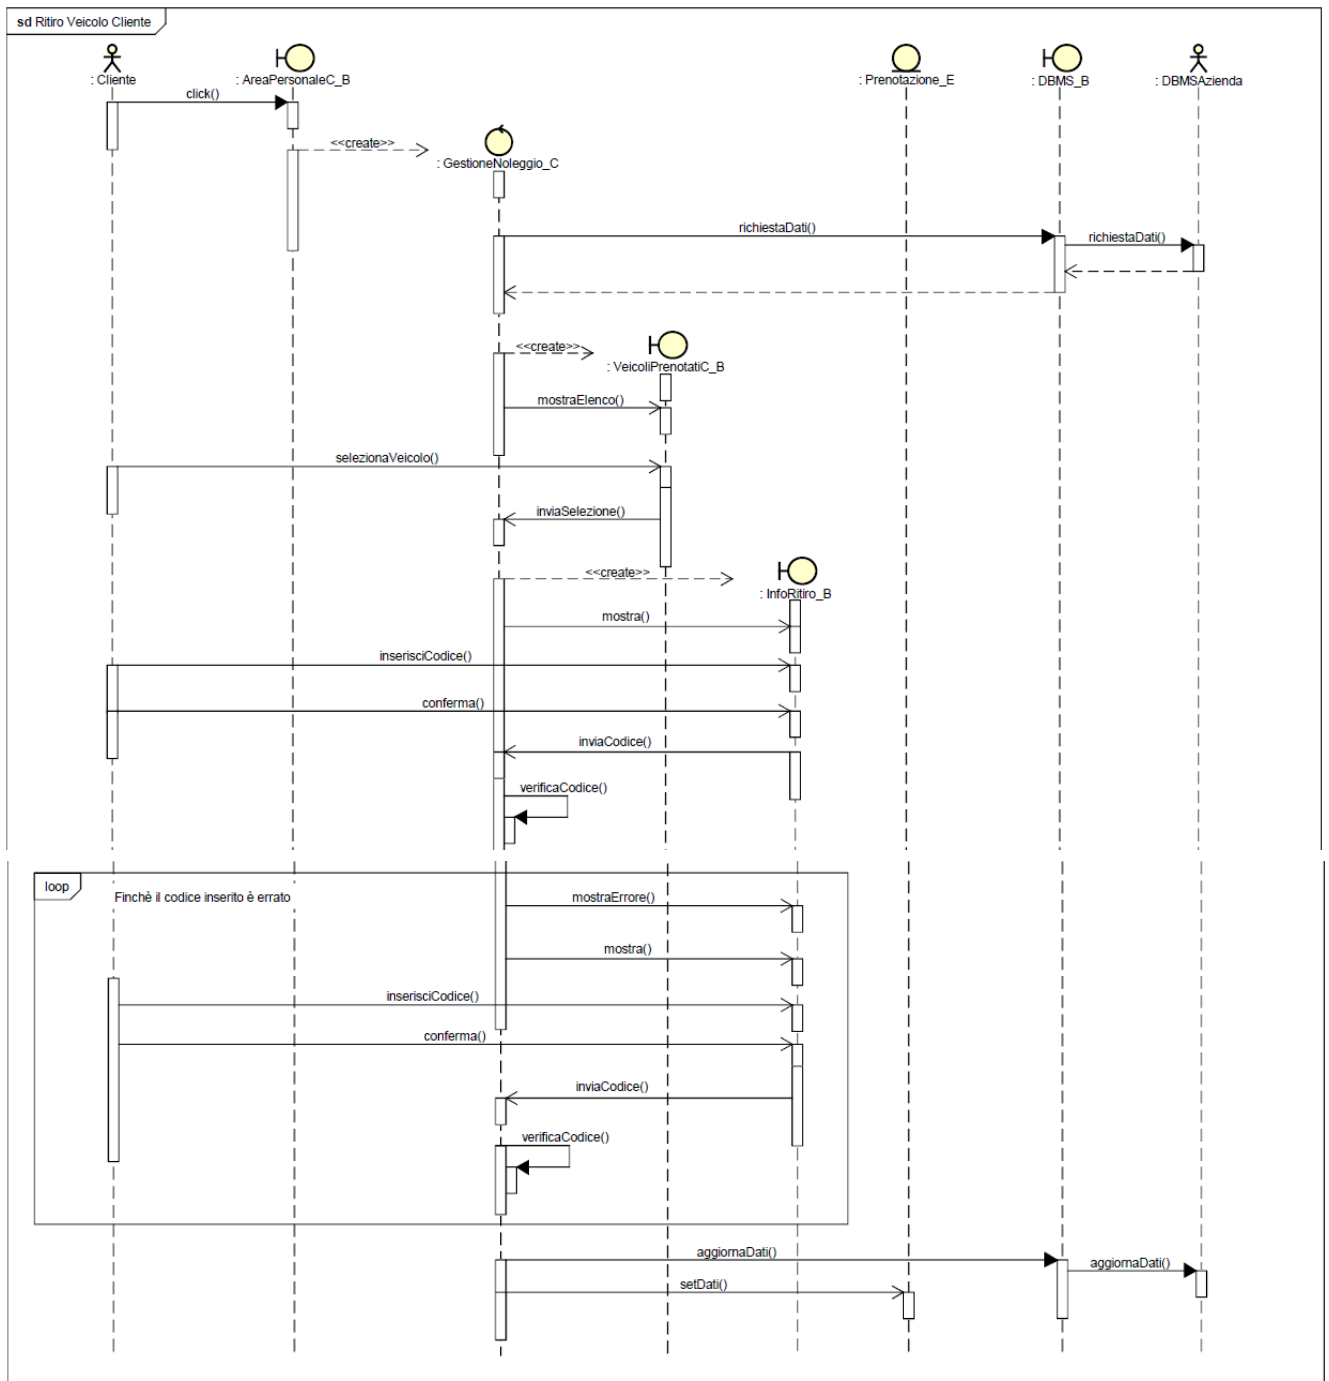 sd Ritiro Veicolo Cliente
: Cliente
: AreaPersonaleC_B
: Prenotazione_E
: DBMS_B
: DBMSAzienda
click()
<<create>>
: GestioneNoleggio_C
richiestaDati()
richiestaDati()
<<create>>
: VeicoliPrenotatiC_B
mostraElenco()
selezionaVeicolo()
inviaSelezione()
<<create>>
: InfoRitiro_B
mostra()
inserisciCodice()
conferma()
inviaCodice()
verificaCodice()
loop
Finchè il codice inserito è errato
mostraErrore()
mostra()
inserisciCodice()
conferma()
inviaCodice()
verificaCodice()
aggiornaDati()
aggiornaDati()
setDati()